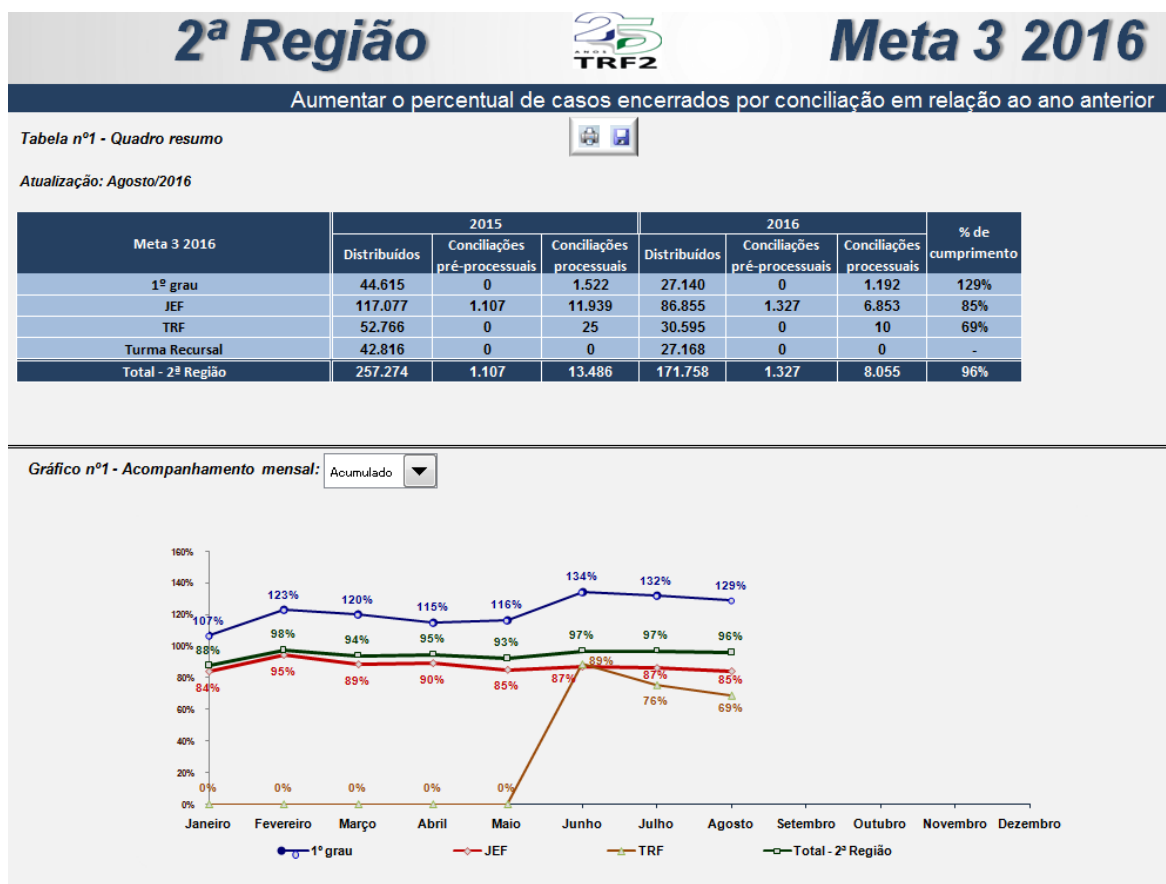 2ª Região
25
ANOS
TRF2
Meta 3 2016
Aumentar o percentual de casos encerrados por conciliação em relação ao ano anterior
Tabela nº1 - Quadro resumo
Atualização: Agosto/2016
Meta 3 2016 2015 2016 % de cumprimento
Distribuídos Conciliações pré-processuais Conciliações processuais Distribuídos Conciliações pré-processuais Conciliações processuais
1º grau 44.615 0 1.522 27.140 0 1.192 129%
JEF 117.077 1.107 11.939 86.855 1.327 6.853 85%
TRF 52.766 0 25 30.595 0 10 69%
Turma Recursal 42.816 0 0 27.168 0 0 -
Total - 2ª Região 257.274 1.107 13.486 171.758 1.327 8.055 96%
Gráfico nº1 - Acompanhamento mensal: Acumulado
160%
140%
120%
100%
80%
60%
40%
20%
0%
107% 123% 120% 115% 116% 134% 132% 129%
88% 98% 94% 95% 93% 97% 97% 96%
84% 95% 89% 90% 85% 87% 87% 85%
0% 0% 0% 0% 0% 89% 76% 69%
Janeiro Fevereiro Março Abril Maio Junho Julho Agosto Setembro Outubro Novembro Dezembro
1º grau JEF TRF Total - 2ª Região